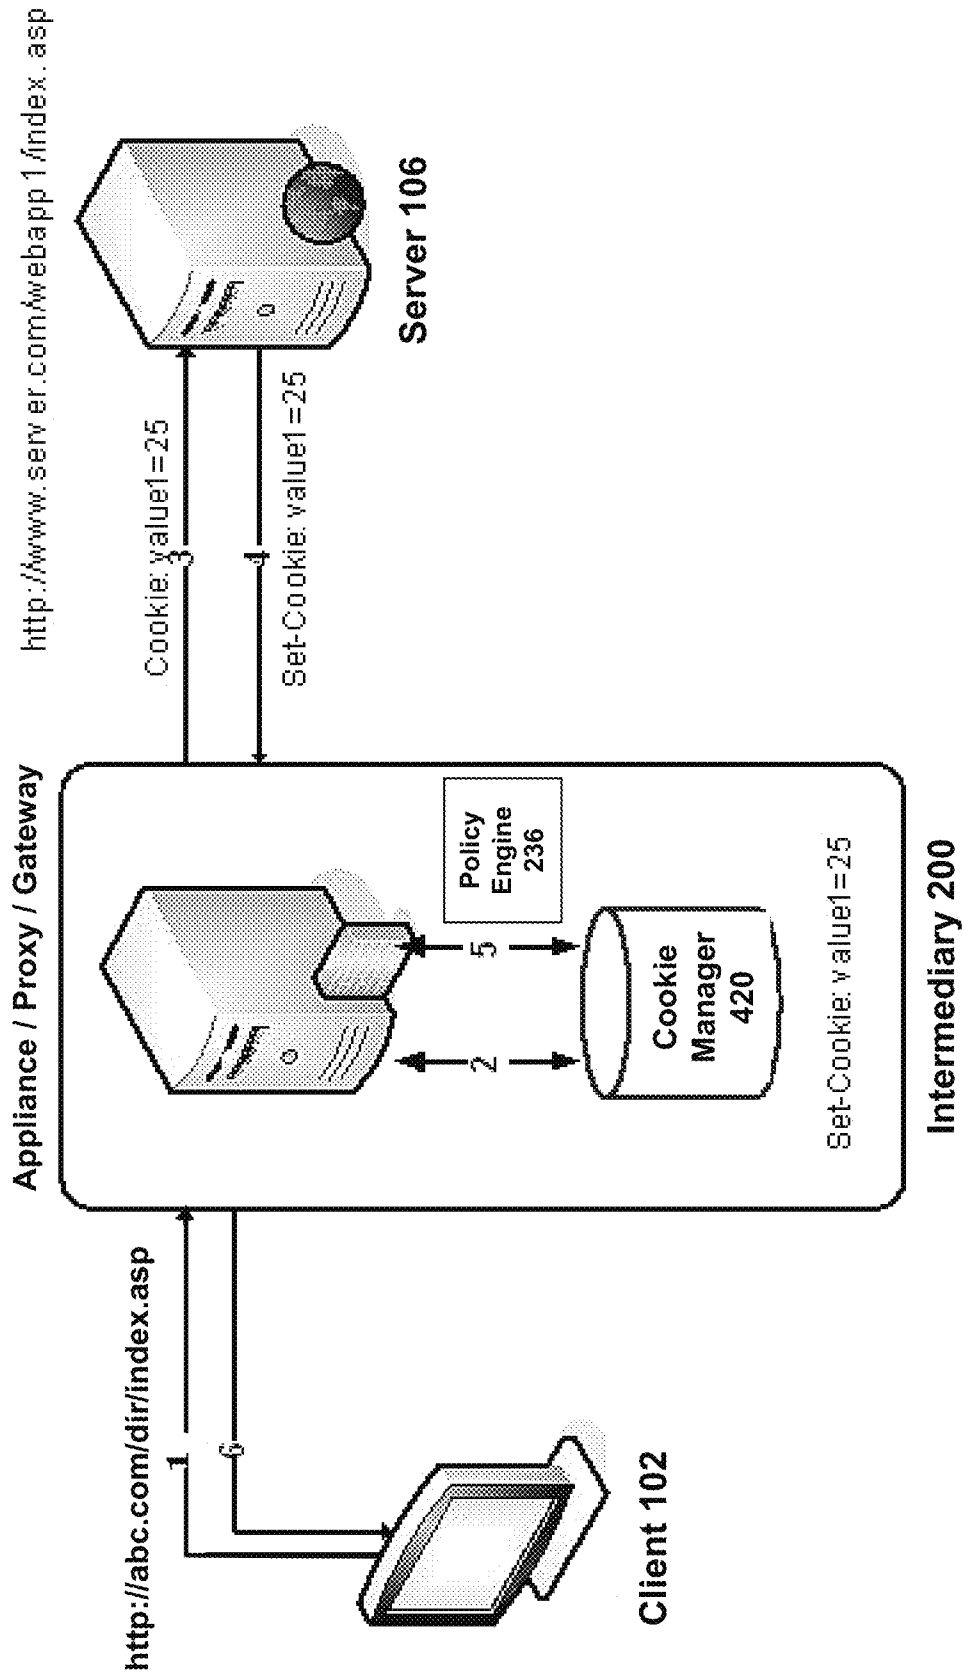 http://www.server.com/webapp1/index.asp
Appliance / Proxy / Gateway
http://abc.com/dir/index.asp
Cookie: value1=25
1
3
6
4
Set-Cookie: value1=25
Server 106
Policy
Engine
236
2
5
Client 102
Cookie
Manager
420
Set-Cookie: value1=25
Intermediary 200